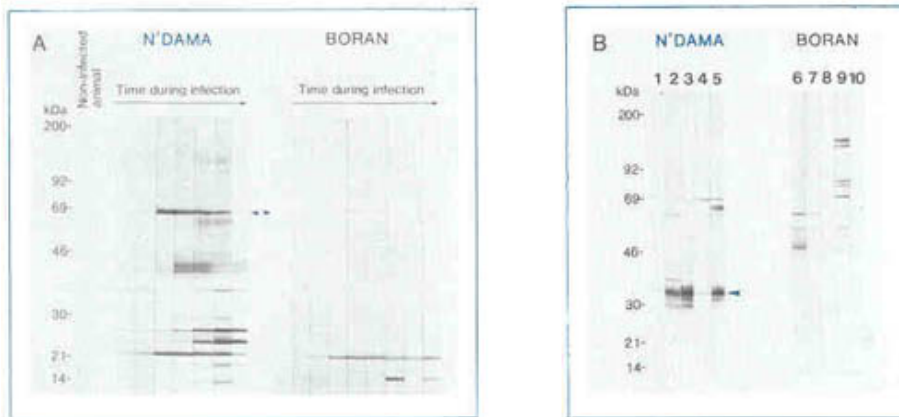 A N'DAMA BORAN
Non-infected
animal
Time during infection Time during infection
kDa
200-
92-
69-
46-
30-
21-
14-
B N'DAMA BORAN
1 2 3 4 5 6 7 8 9 10
kDa
200-
92-
69-
46-
30-
21-
14-